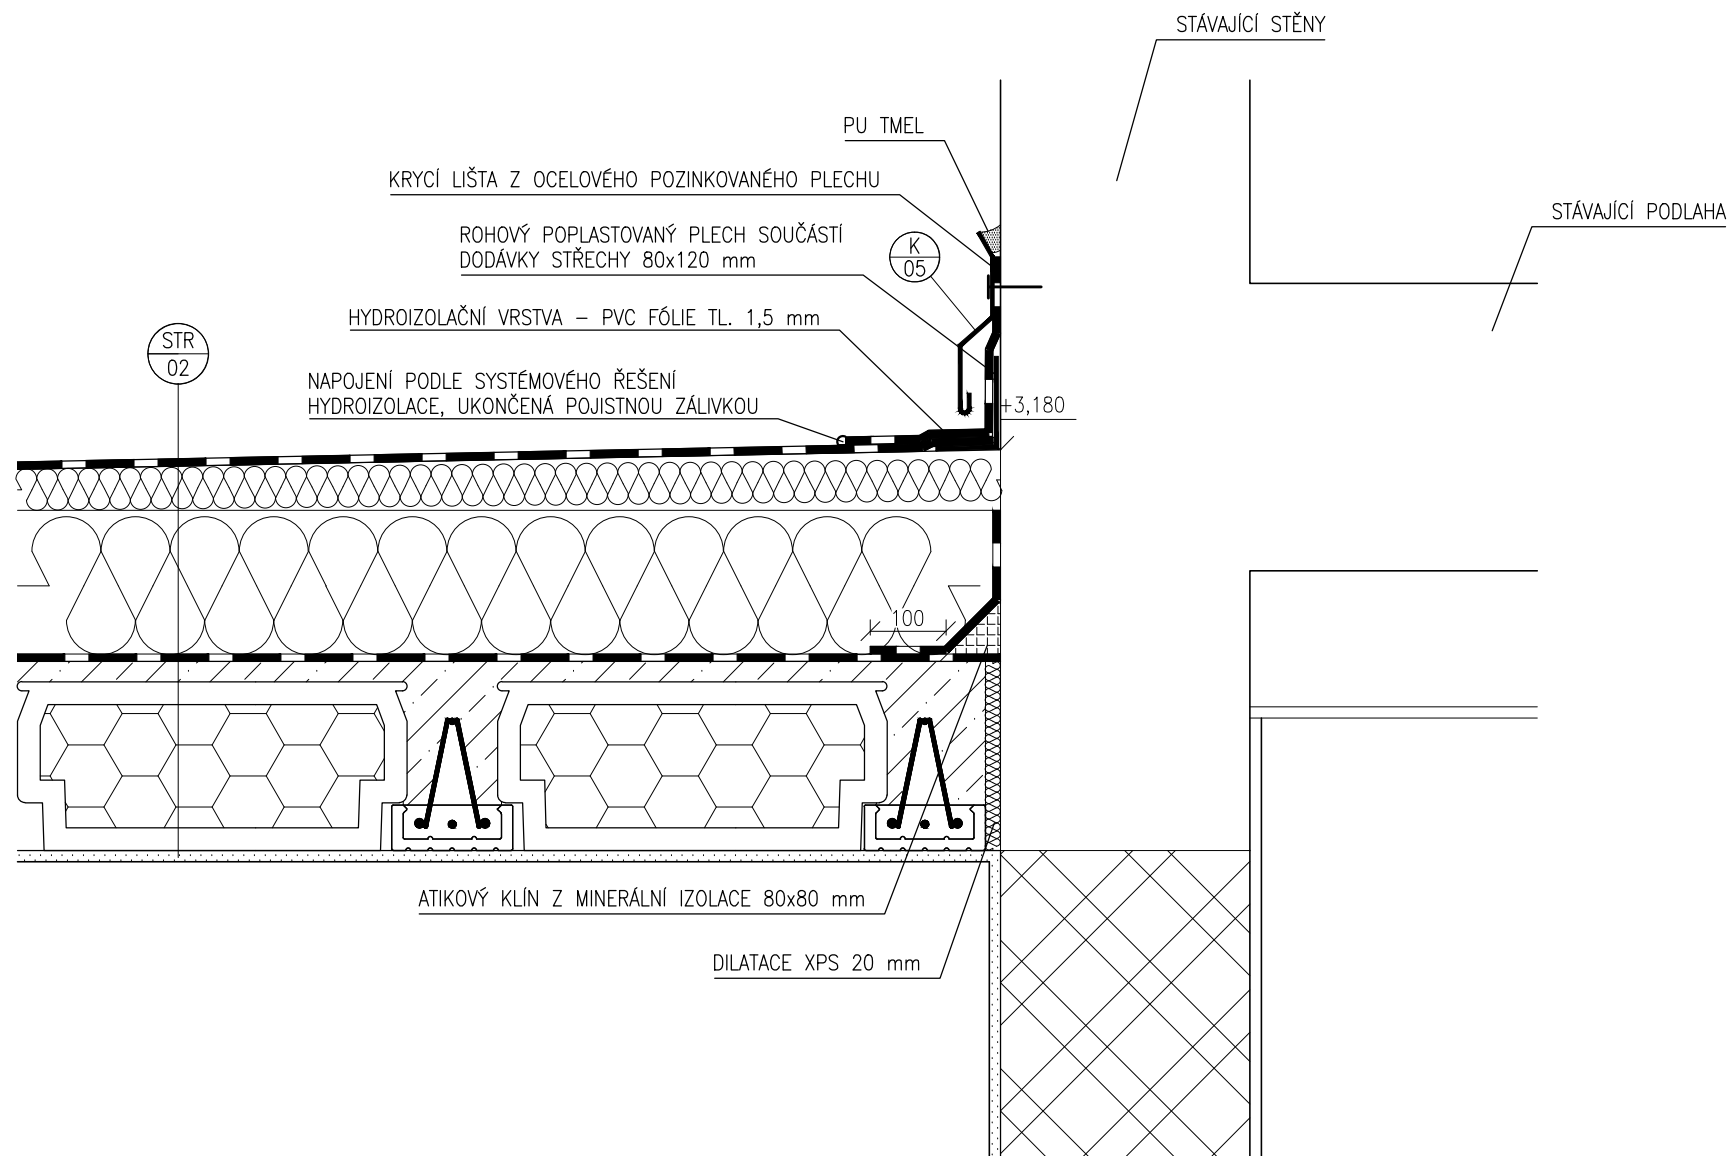 STÁVAJÍCÍ STĚNY
PU TMEL
KRYCÍ LIŠTA Z OCELOVÉHO POZINKOVANÉHO PLECHU
STÁVAJÍCÍ PODLAHA
ROHOVÝ POPLASTOVANÝ PLECH SOUČÁSTÍ
DODÁVKY STŘECHY 80x120 mm
K
05
HYDROIZOLAČNÍ VRSTVA – PVC FÓLIE TL. 1,5 mm
STR
02
NAPOJENÍ PODLE SYSTÉMOVÉHO ŘEŠENÍ
HYDROIZOLACE, UKONČENÁ POJISTNOU ZÁLIVKOU
+3,180
100
ATIKOVÝ KLÍN Z MINERÁLNÍ IZOLACE 80x80 mm
DILATACE XPS 20 mm